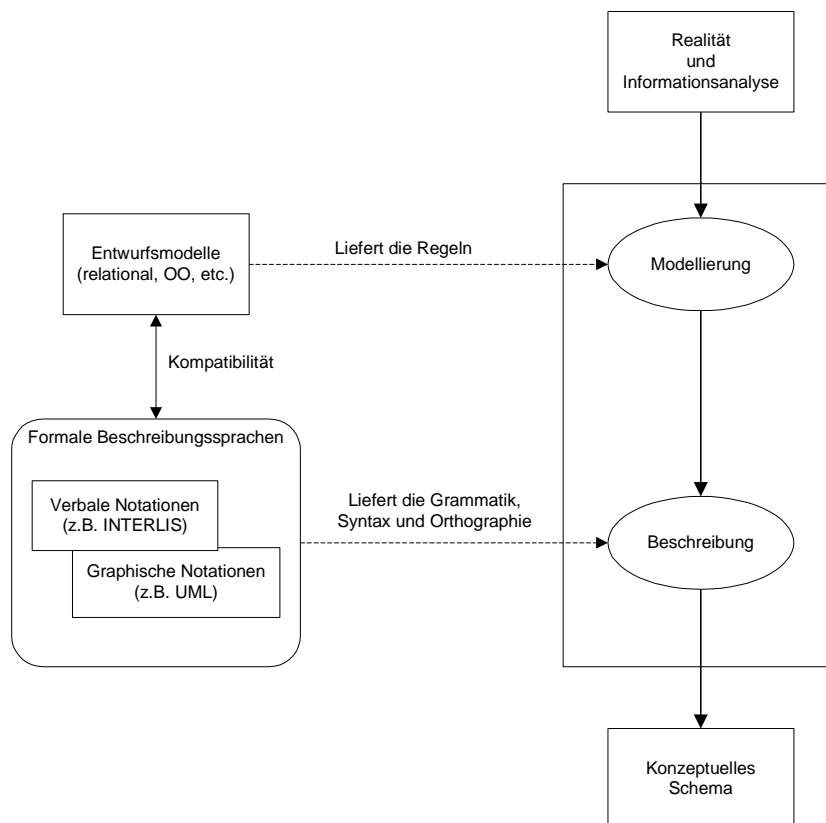 Realität
und
Informationsanalyse
Entwurfsmodelle
(relational, OO, etc.)
Liefert die Regeln
Modellierung
Kompatibilität
Formale Beschreibungssprachen
Verbale Notationen
(z.B. INTERLIS)
Graphische Notationen
(z.B. UML)
Liefert die Grammatik,
Syntax und Orthographie
Beschreibung
Konzeptuelles
Schema